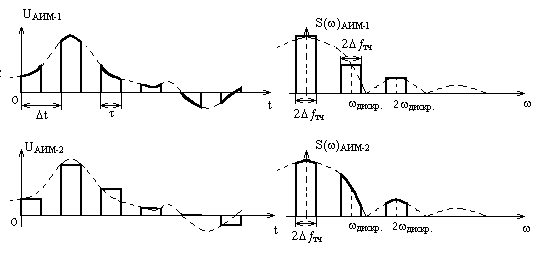 UАИМ-1
S(ω)АИМ-1
2Δfтч
0
Δt
τ
t
ωдискр.
2ωдискр.
ω
2Δfтч
UАИМ-2
S(ω)АИМ-2
0
t
ωдискр.
2ωдискр.
ω
2Δfтч